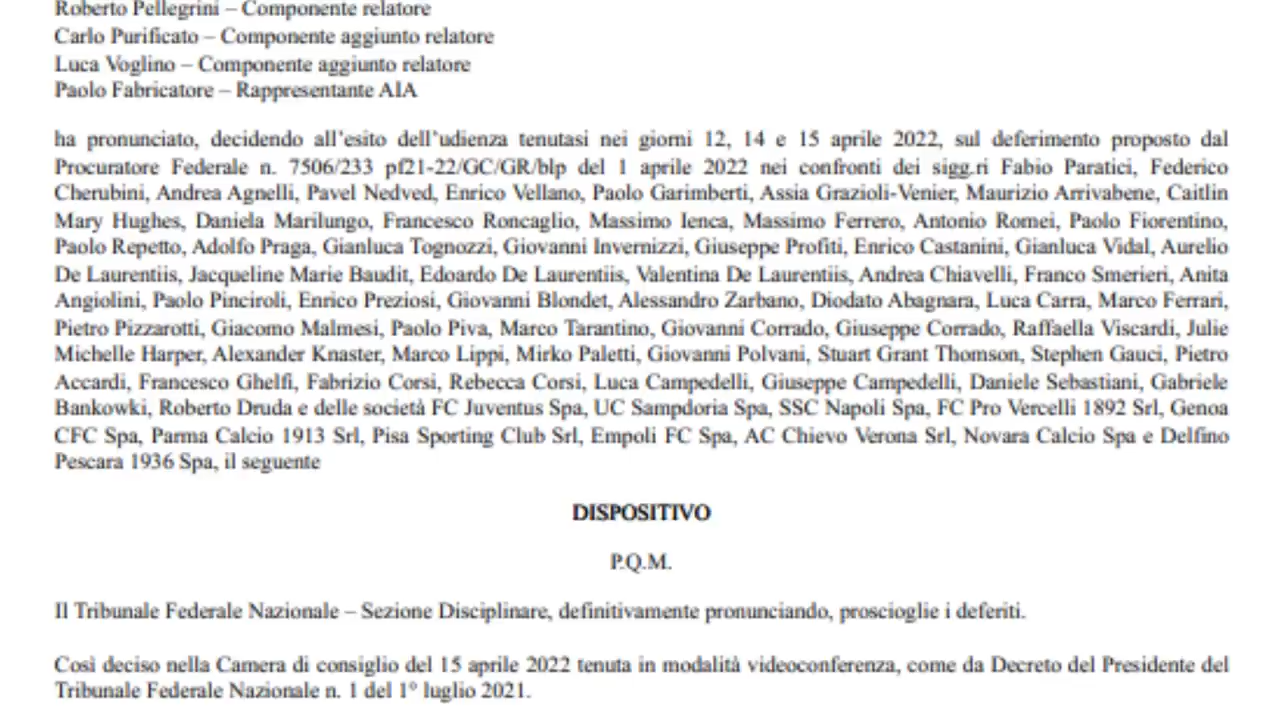 Roberto Pellegrini – Componente relatore
Carlo Purificato – Componente aggiunto relatore
Luca Voglino – Componente aggiunto relatore
Paolo Fabricatore – Rappresentante AIA
ha pronunciato, decidendo all'esito dell'udienza tenutasi nei giorni 12, 14 e 15 aprile 2022, sul deferimento proposto dal
Procuratore Federale n. 7506/233 pf21-22/GC/GR/blp del 1 aprile 2022 nei confronti dei sigg.ri Fabio Paratici, Federico
Cherubini, Andrea Agnelli, Pavel Nedved, Enrico Vellano, Paolo Garimberti, Assia Grazioli-Venier, Maurizio Arrivabene, Caitlin
Mary Hughes, Daniela Marilungo, Francesco Roncaglio, Massimo Ienca, Massimo Ferrero, Antonio Romei, Paolo Fiorentino,
Paolo Repetto, Adolfo Praga, Gianluca Tognozzi, Giovanni Invernizzi, Giuseppe Profiti, Enrico Castanini, Gianluca Vidal, Aurelio
De Laurentiis, Jacqueline Marie Baudit, Edoardo De Laurentiis, Valentina De Laurentiis, Andrea Chiavelli, Franco Smerieri, Anita
Angiolini, Paolo Pinciroli, Enrico Preziosi, Giovanni Blondet, Alessandro Zarbano, Diodato Abagnara, Luca Carra, Marco Ferrari,
Pietro Pizzarotti, Giacomo Malmesi, Paolo Piva, Marco Tarantino, Giovanni Corrado, Giuseppe Corrado, Raffaella Viscardi, Julie
Michelle Harper, Alexander Knaster, Marco Lippi, Mirko Paletti, Giovanni Polvani, Stuart Grant Thomson, Stephen Gauci, Pietro
Accardi, Francesco Ghelfi, Fabrizio Corsi, Rebecca Corsi, Luca Campedelli, Giuseppe Campedelli, Daniele Sebastiani, Gabriele
Bankowki, Roberto Druda e delle società FC Juventus Spa, UC Sampdoria Spa, SSC Napoli Spa, FC Pro Vercelli 1892 Srl, Genoa
CFC Spa, Parma Calcio 1913 Srl, Pisa Sporting Club Srl, Empoli FC Spa, AC Chievo Verona Srl, Novara Calcio Spa e Delfino
Pescara 1936 Spa, il seguente
DISPOSITIVO
P.Q.M.
Il Tribunale Federale Nazionale – Sezione Disciplinare, definitivamente pronunciando, proscioglie i deferiti.
Così deciso nella Camera di consiglio del 15 aprile 2022 tenuta in modalità videoconferenza, come da Decreto del Presidente del
Tribunale Federale Nazionale n. 1 del 1° luglio 2021.